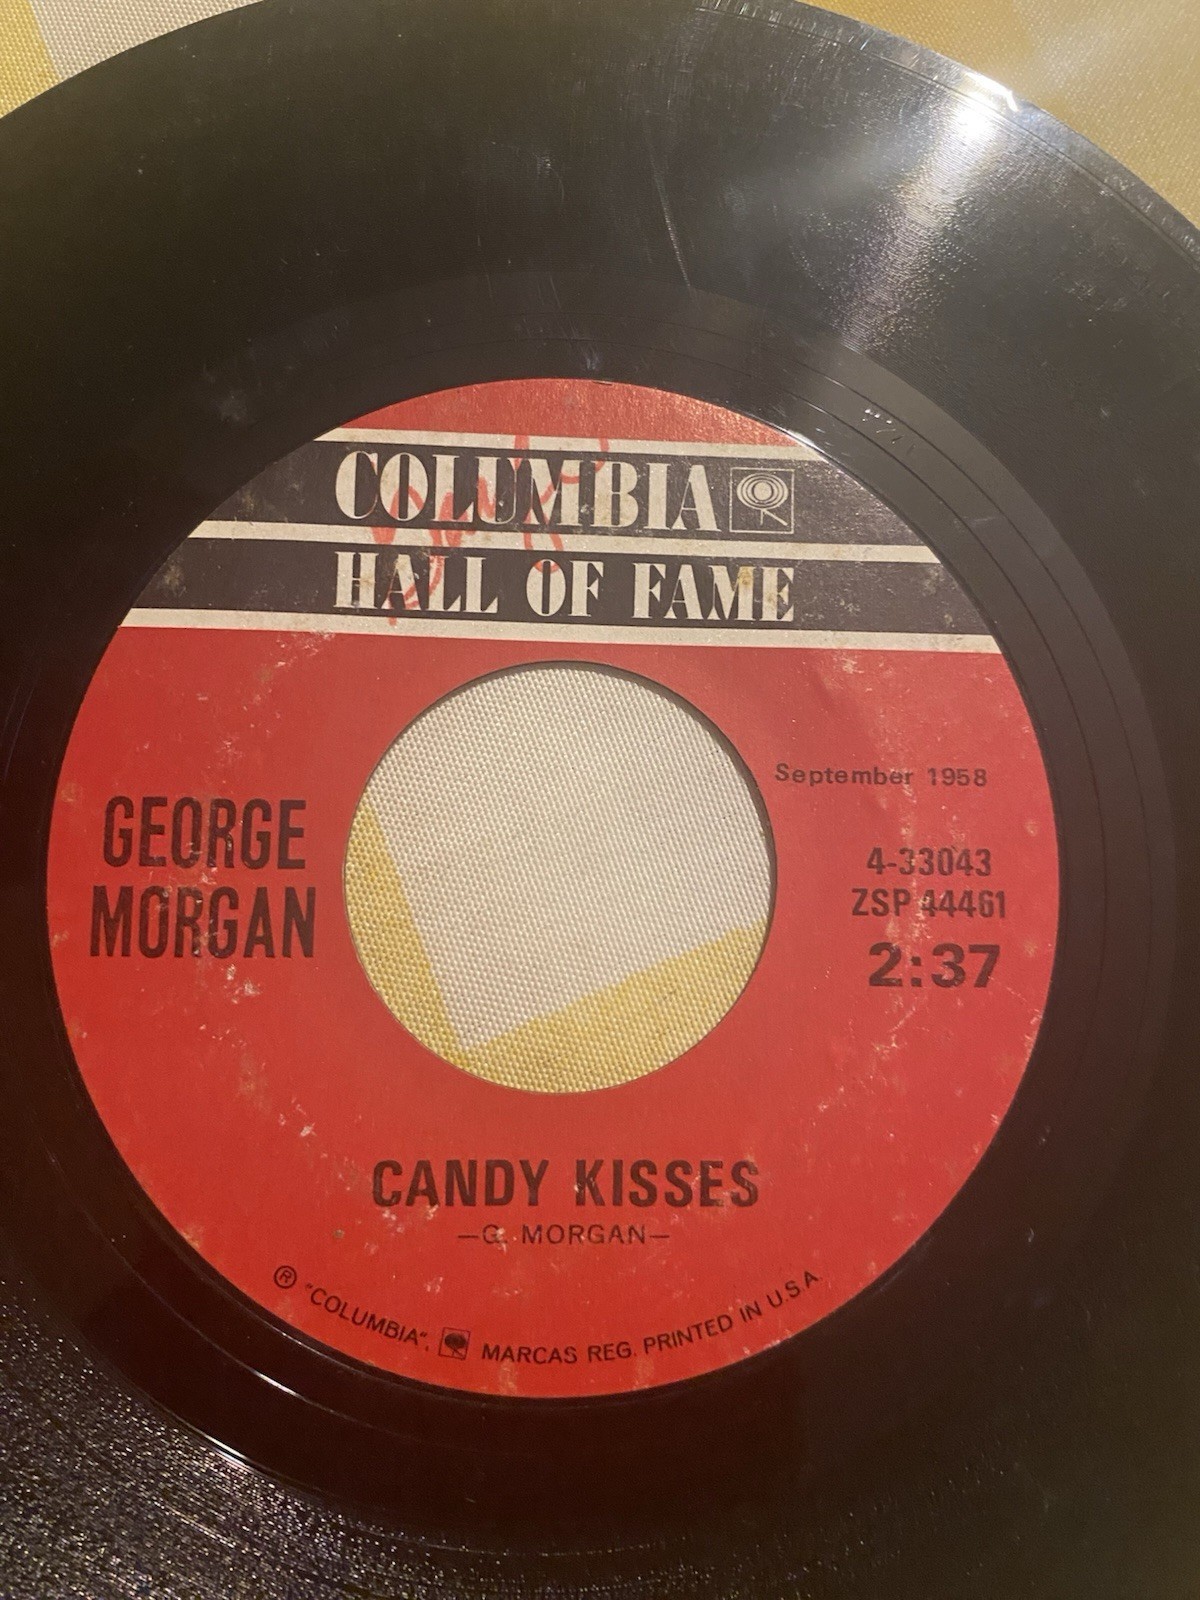 COLUMBIA
HALL OF FAME
September 1958
GEORGE
MORGAN
4-33043
ZSP 44461
2:37
CANDY KISSES
—G. MORGAN—
® "COLUMBIA", MARCAS REG. PRINTED IN U.S.A.